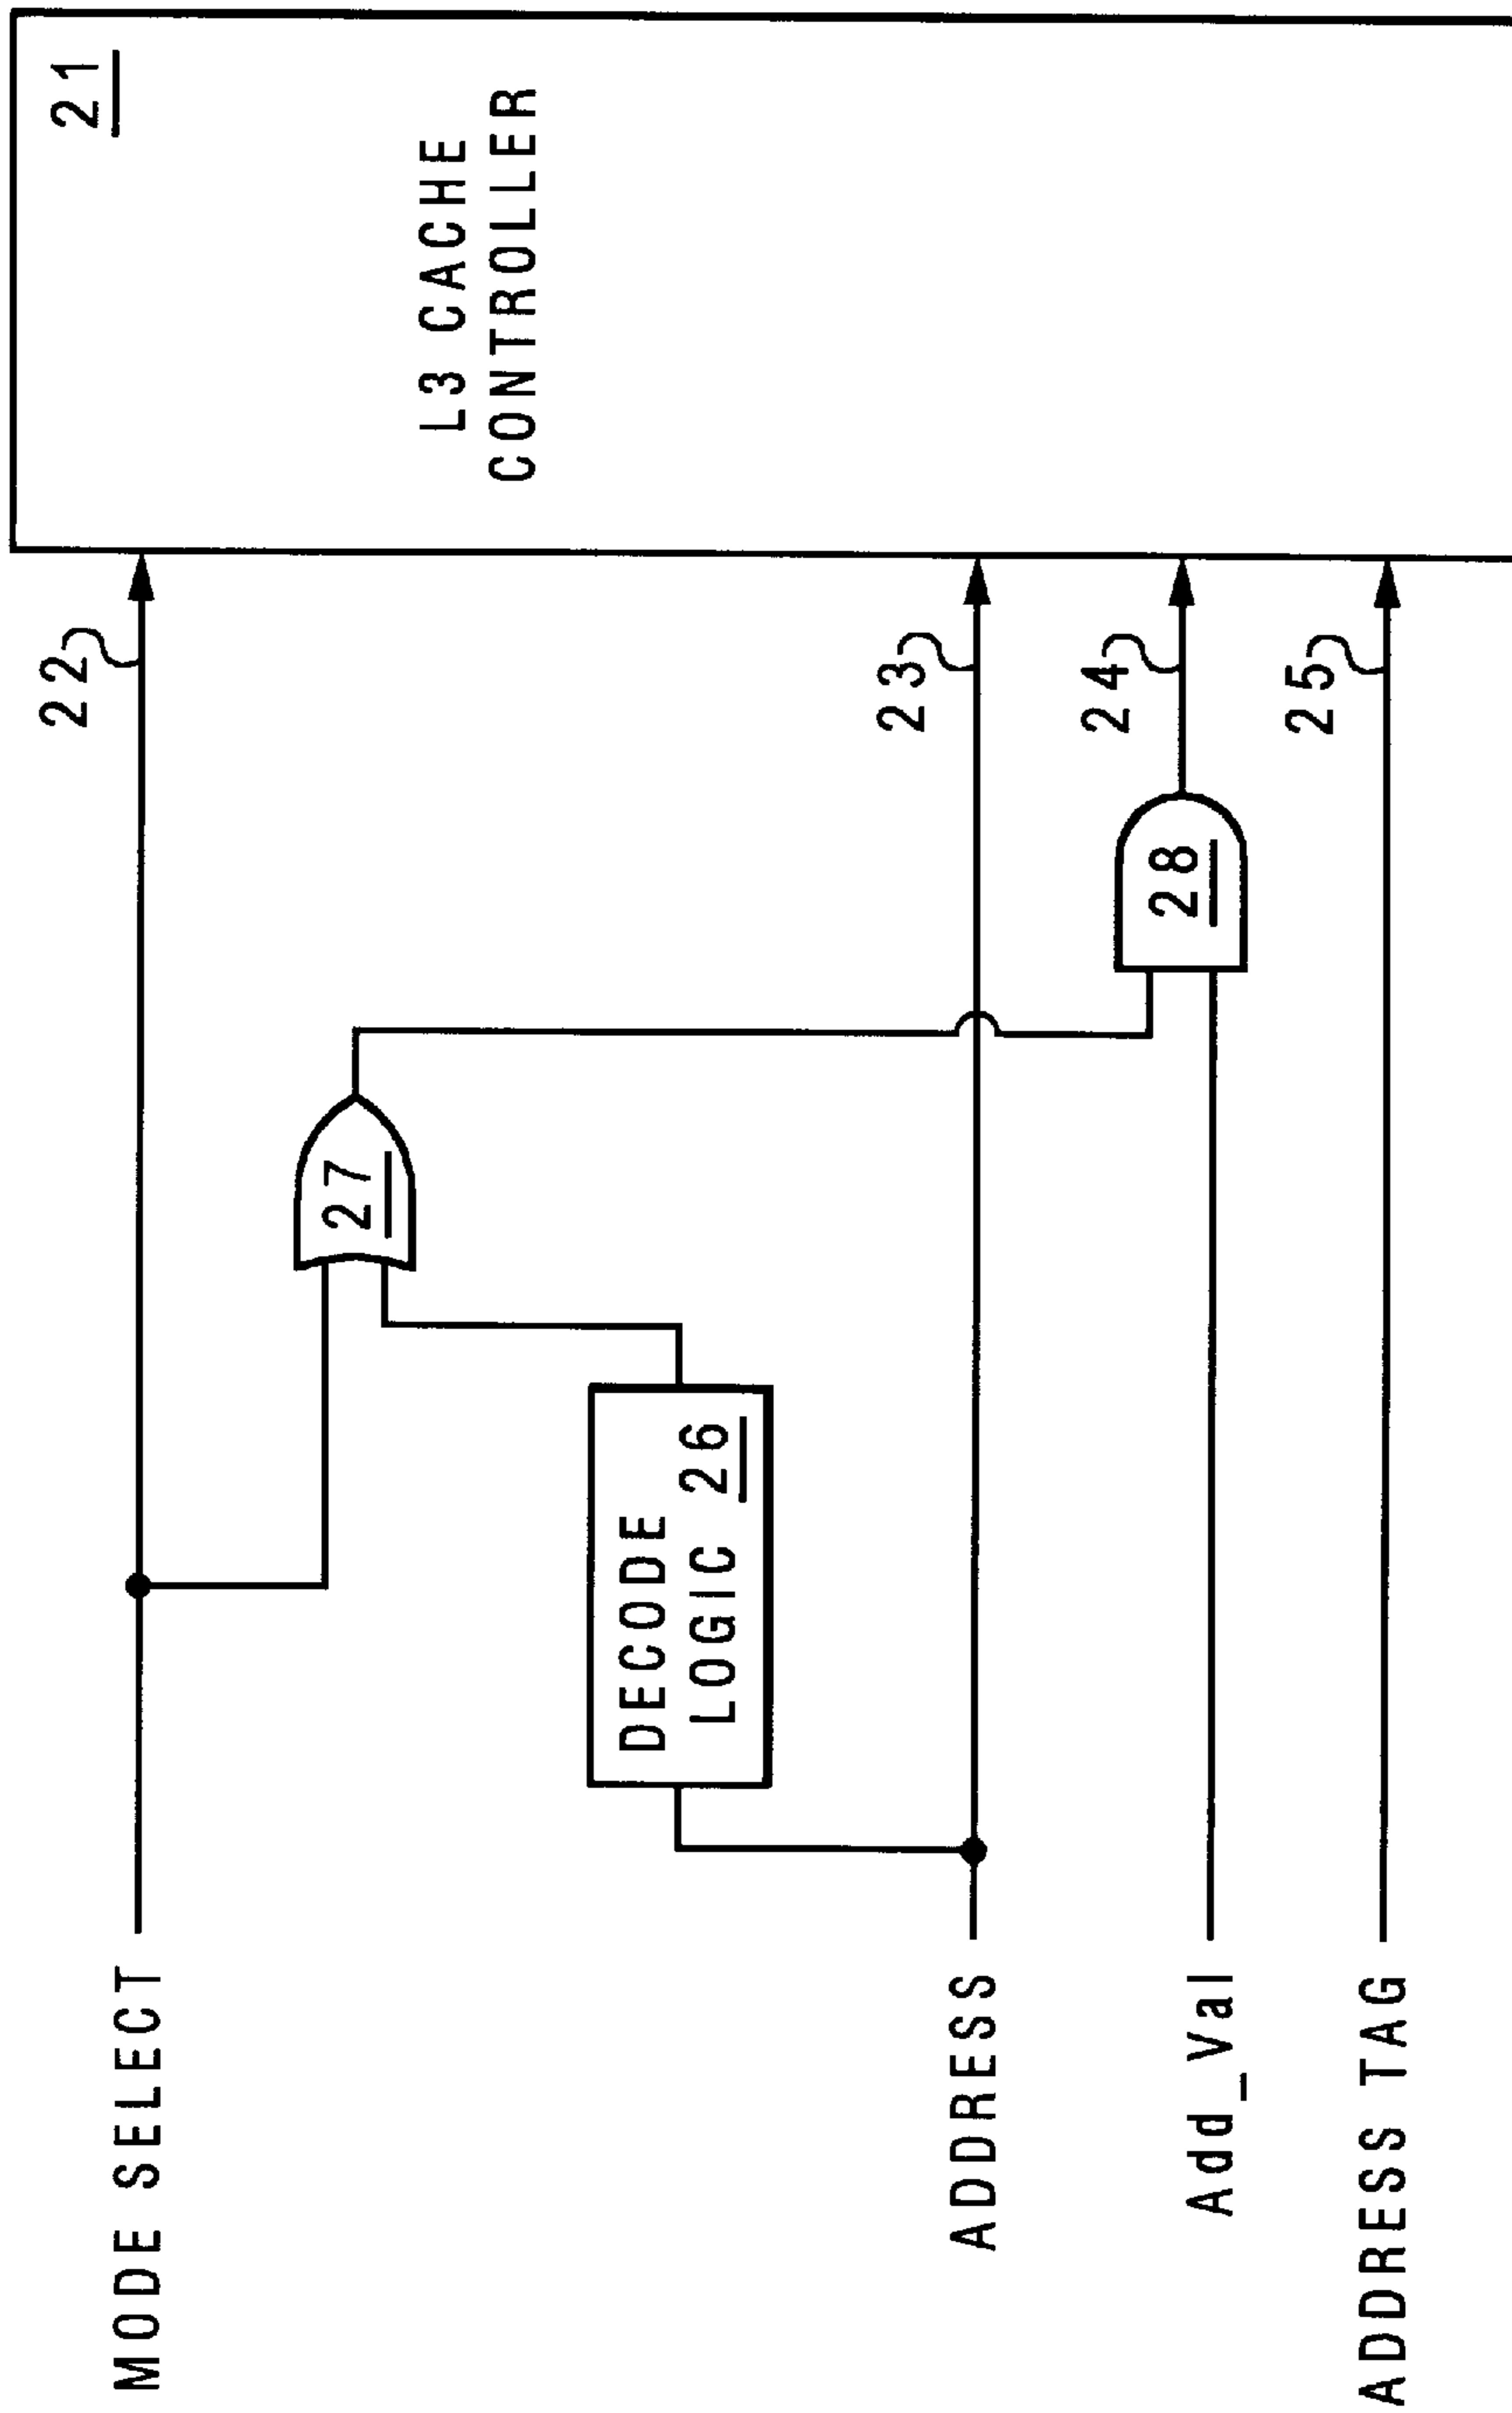 MODE SELECT
22
21
L3 CACHE
CONTROLLER
27
DECODE
LOGIC 26
ADDRESS
23
Add_Val
28
24
ADDRESS TAG
25